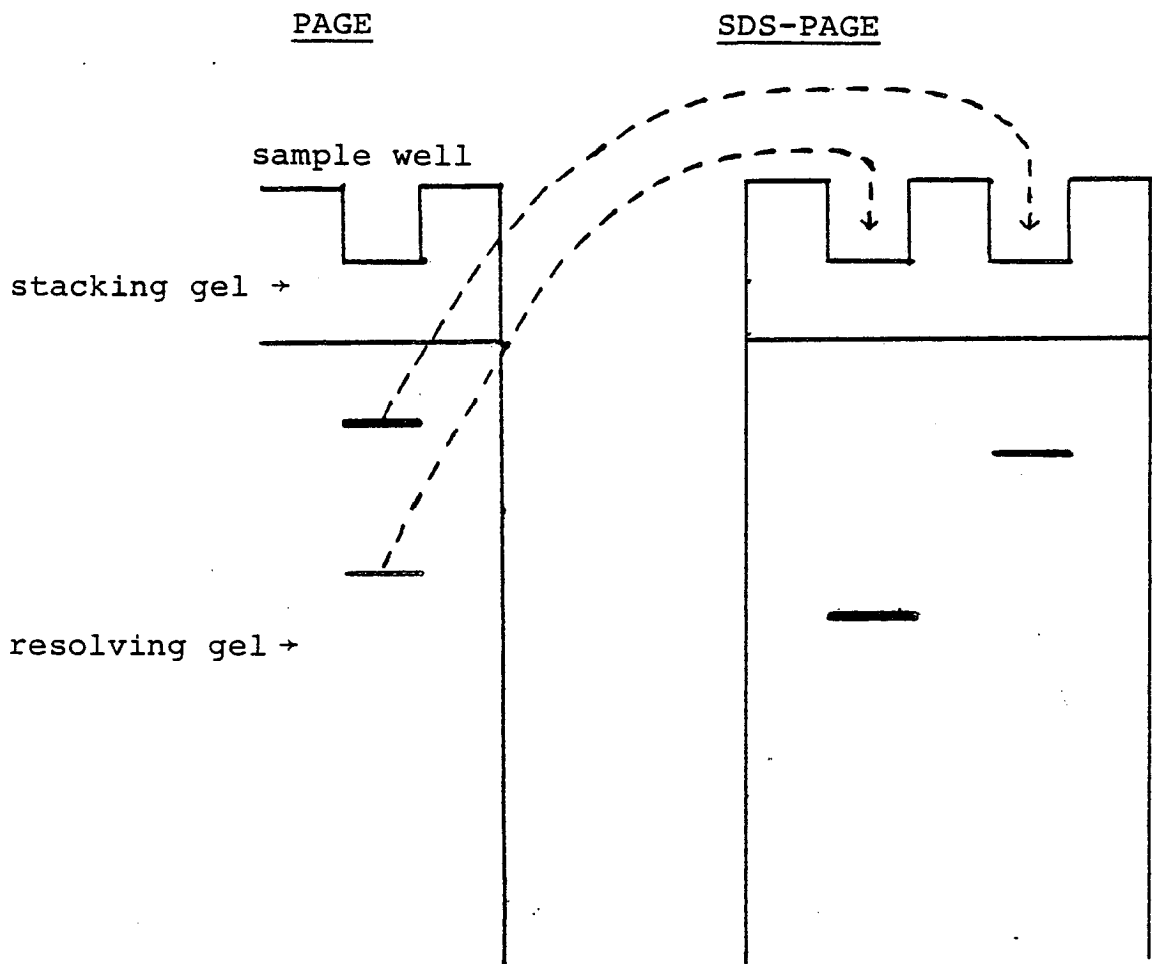 PAGE
SDS-PAGE
sample well
stacking gel →
resolving gel →